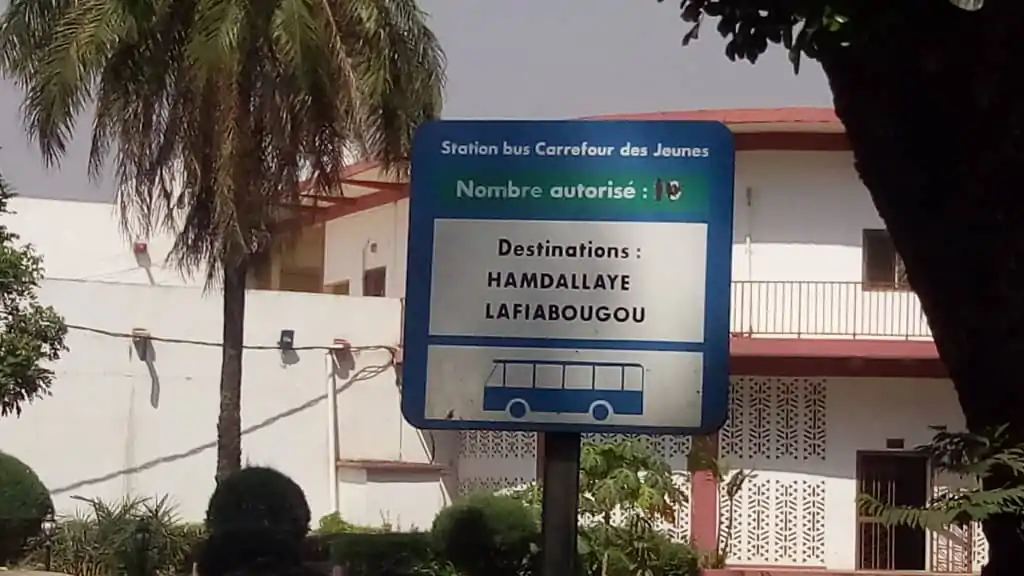 Station bus Carrefour des Jeunes
Nombre autorisé :
Destinations :
HAMDALLAYE
LAFIABOUGOU